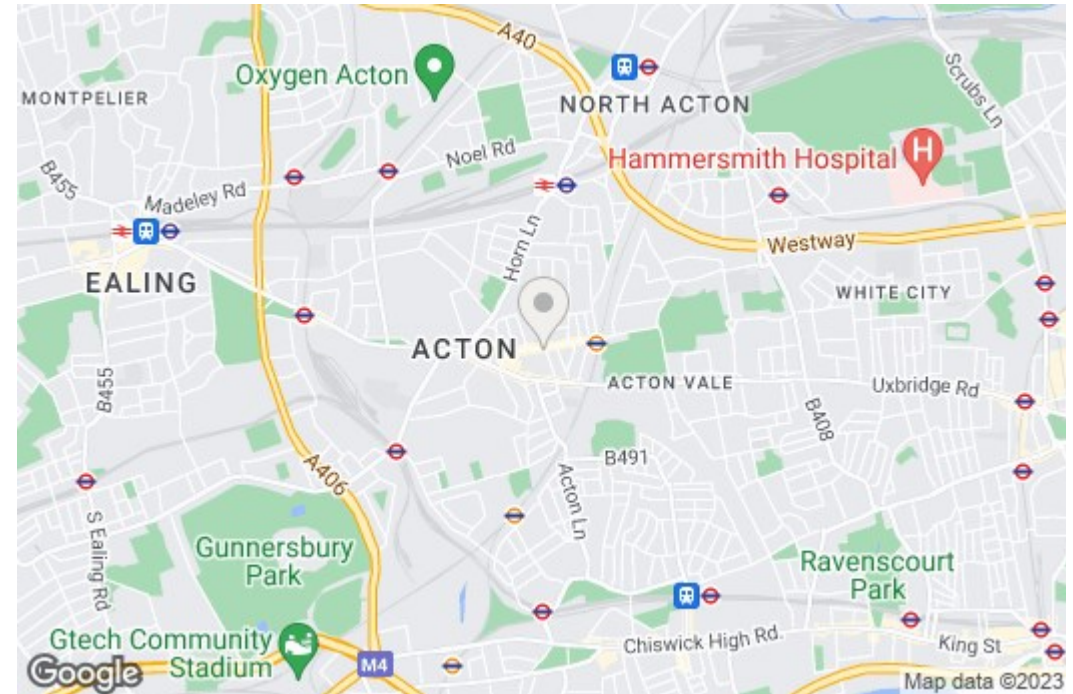 A40
Oxygen Acton
MONTPELIER
NORTH ACTON
Scrubs Ln
Noel Rd
Hammersmith Hospital
H
B455
Madeley Rd
Horn Ln
Westway
EALING
WHITE CITY
ACTON
ACTON VALE
Uxbridge Rd
B455
B408
B491
A406
Acton Ln
S Ealing Rd
Gunnersbury
Park
Ravenscourt
Park
Gtech Community
Stadium
Chiswick High Rd.
King St
M4
Google
Map data ©2023